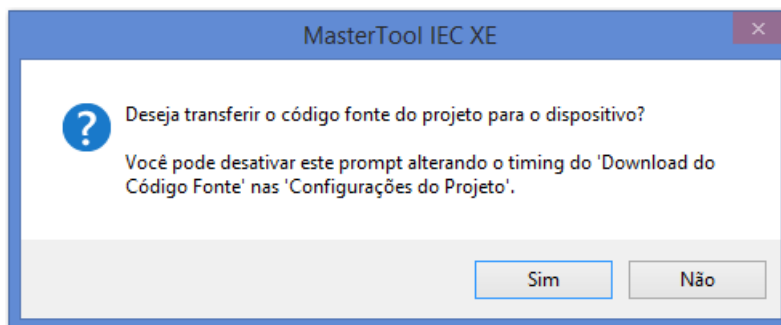 MasterTool IEC XE
Deseja transferir o código fonte do projeto para o dispositivo?
Você pode desativar este prompt alterando o timing do 'Download do
Código Fonte' nas 'Configurações do Projeto'.
Sim
Não